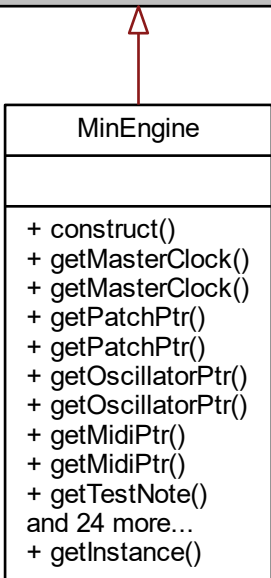 MinEngine
+ construct()
+ getMasterClock()
+ getMasterClock()
+ getPatchPtr()
+ getPatchPtr()
+ getOscillatorPtr()
+ getOscillatorPtr()
+ getMidiPtr()
+ getMidiPtr()
+ getTestNote()
and 24 more...
+ getInstance()